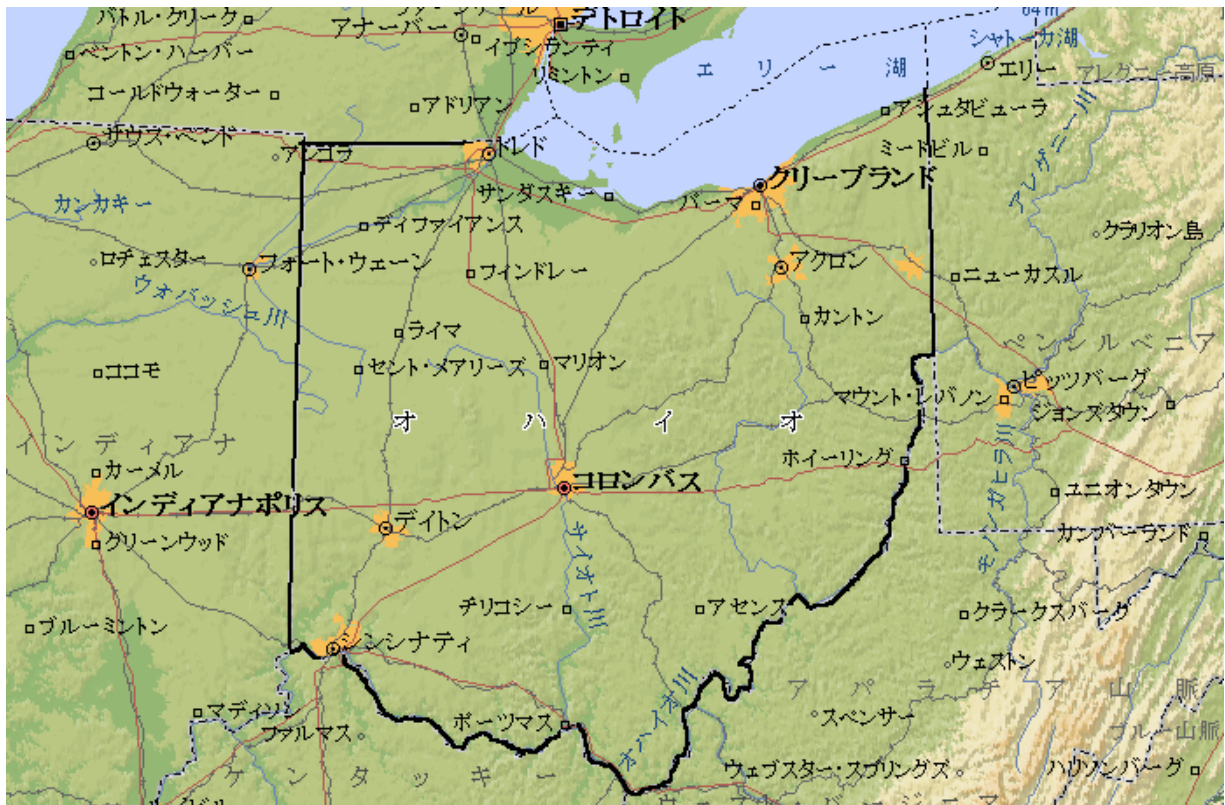 バトル・クリーク
アナーバー
デトロイト
64m
シャトーカ湖
イプシランティ
ベントン・ハーバー
リミントン
エリー湖
エリー
アレグニー高原
コールドウォーター
アドリアン
アシュタビューラ
サウス・ベンド
アンゴラ
トレド
ミードビル
アレグニー川
クリーブランド
サンダスキー
パーマ
カンカキー
ディファイアンス
クラリオン島
ロチェスター
フォート・ウェーン
フィンドレー
アクロン
ニューカスル
ウォバッシュ川
カントン
ライマ
ペンシルベニア
ココモ
セント・メアリーズ
マリオン
ピッツバーグ
マウント・レバノン
ジョンズタウン
オハイオ
インディアナ
カーメル
ホイーリング
コロンバス
ユニオンタウン
インディアナポリス
デイトン
カンバーランド
グリーンウッド
サイオト川
モノンガヒラ川
チリコシー
アセンズ
クラークスバーグ
ブルーミントン
シンシナティ
ウェストン
アパラチア山脈
マディソン
ポーツマス
オハイオ川
スペンサー
ファルマス
ブルー山脈
ケンタッキー
ウェブスター・スプリングズ
ハリソンバーグ